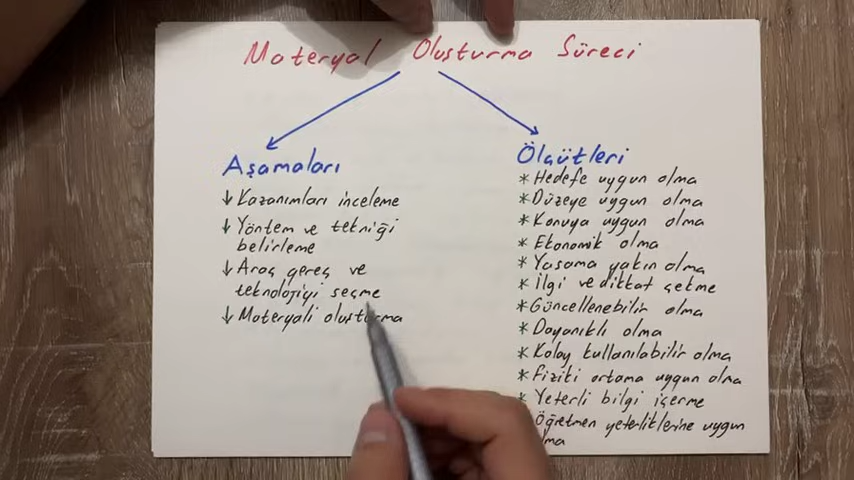 Materyal Oluşturma Süreci
Aşamaları
↓ Kazanımları inceleme
↓ Yöntem ve tekniği
belirleme
↓ Araç gereç ve
teknolojiyi seçme
↓ Materyali oluşturma
Ölçütleri
* Hedefe uygun olma
* Düzeye uygun olma
* Konuya uygun olma
* Ekonomik olma
* Yaşama yakın olma
* İlgi ve dikkat çekme
* Güncellenebilir olma
* Dayanıklı olma
* Kolay kullanılabilir olma
* Fiziki ortama uygun olma
* Yeterli bilgi içerme
Öğretmen yeterliklerine uygun
olma